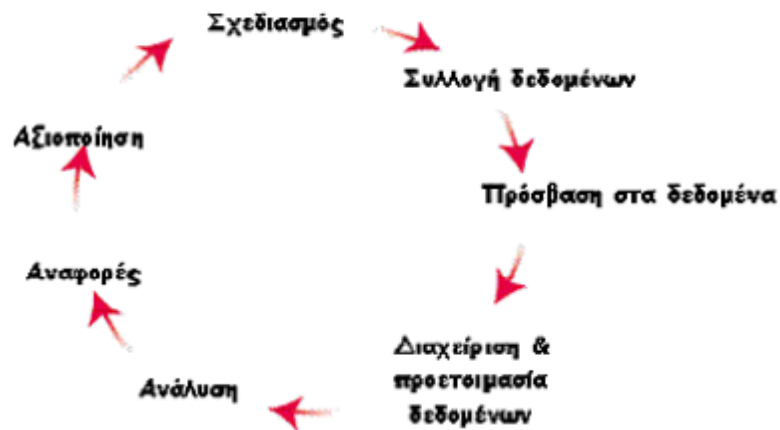 Σχεδιασμός
Συλλογή δεδομένων
Πρόσβαση στα δεδομένα
Διαχείριση &
προετοιμασία
δεδομένων
Ανάλυση
Αναφορές
Αξιοποίηση